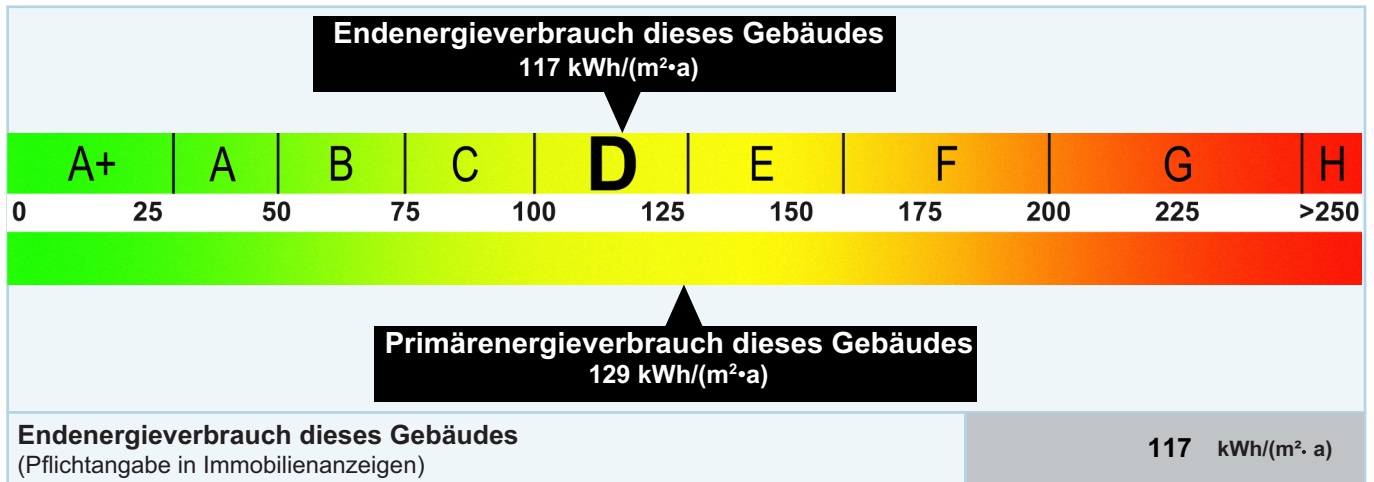 Endenergieverbrauch dieses Gebäudes
117 kWh/(m²•a)
A+ A B C D E F G H
0 25 50 75 100 125 150 175 200 225 >250
Primärenergieverbrauch dieses Gebäudes
129 kWh/(m²•a)
Endenergieverbrauch dieses Gebäudes
(Pflichtangabe in Immobilienanzeigen)
117 kWh/(m²· a)